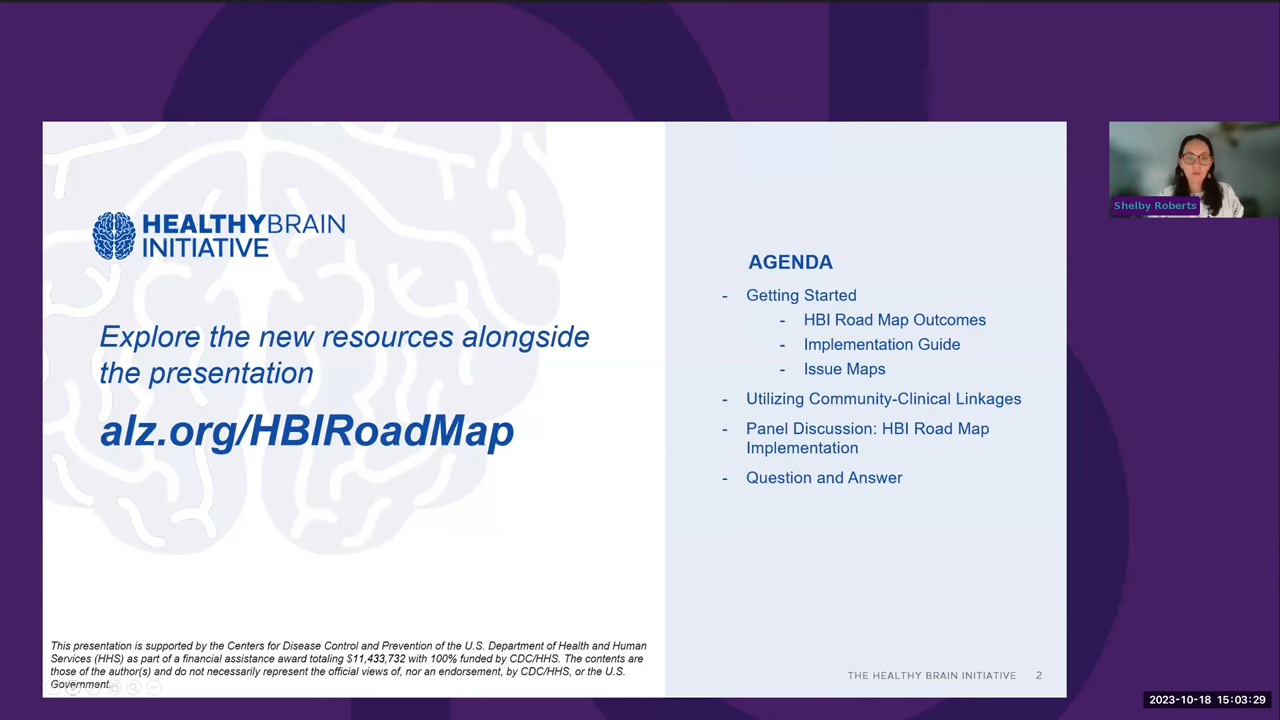 HEALTHYBRAIN
INITIATIVE
Explore the new resources alongside
the presentation
alz.org/HBIRoadMap
This presentation is supported by the Centers for Disease Control and Prevention of the U.S. Department of Health and Human
Services (HHS) as part of a financial assistance award totaling $11,433,732 with 100% funded by CDC/HHS. The contents are
those of the author(s) and do not necessarily represent the official views of, nor an endorsement, by CDC/HHS, or the U.S.
Government.
AGENDA
- Getting Started
- HBI Road Map Outcomes
- Implementation Guide
- Issue Maps
- Utilizing Community-Clinical Linkages
- Panel Discussion: HBI Road Map
Implementation
- Question and Answer
THE HEALTHY BRAIN INITIATIVE 2
Shelby Roberts
2023-10-18 15:03:29